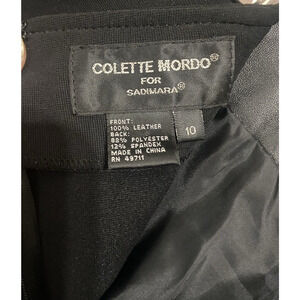 COLETTE MORDO®
FOR
SADIMARA®
FRONT:
100% LEATHER
BACK:
88% POLYESTER
12% SPANDEX
MADE IN CHINA
RN 49711
10